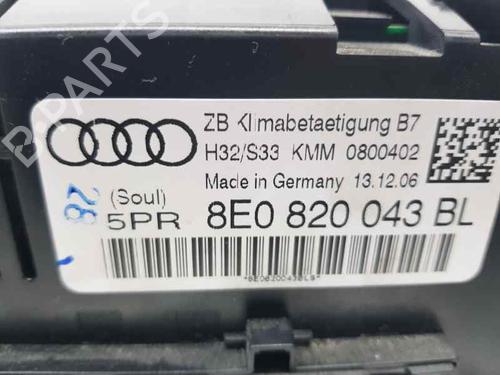 ZB Klimabetaetigung B7
H32/S33 KMM 0800402
Made in Germany 13.12.06
(Soul)
5PR 8E0 820 043 BL
*8E0820043BL9*
B PARTS